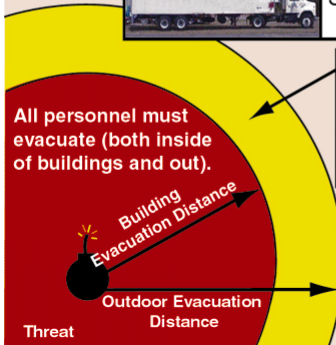 All personnel must
evacuate (both inside
of buildings and out).
Building
Evacuation Distance
Outdoor Evacuation
Distance
Threat